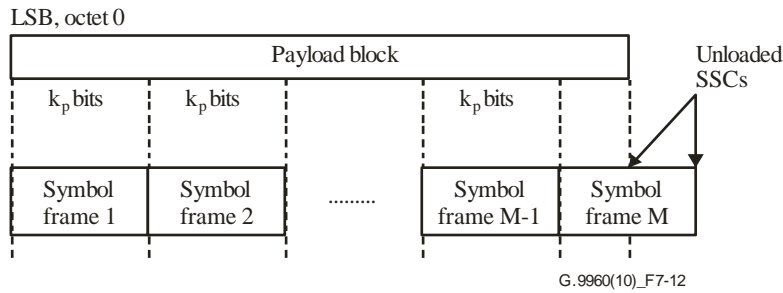 LSB, octet 0
Payload block
Unloaded
SSCs
k_p bits
k_p bits
k_p bits
Symbol
frame 1
Symbol
frame 2
.........
Symbol
frame M-1
Symbol
frame M
G.9960(10)_F7-12